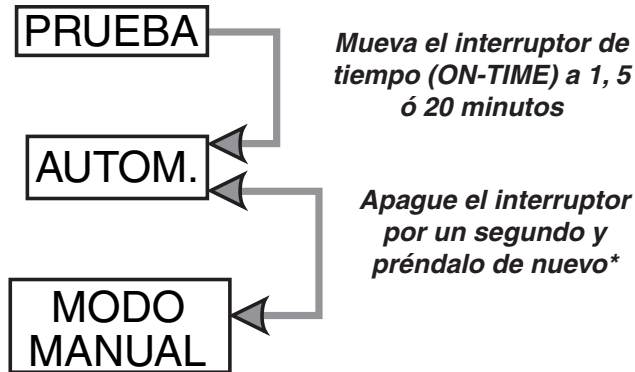 PRUEBA
Mueva el interruptor de
tiempo (ON-TIME) a 1, 5
ó 20 minutos
AUTOM.
Apague el interruptor
por un segundo y
préndalo de nuevo*
MODO
MANUAL